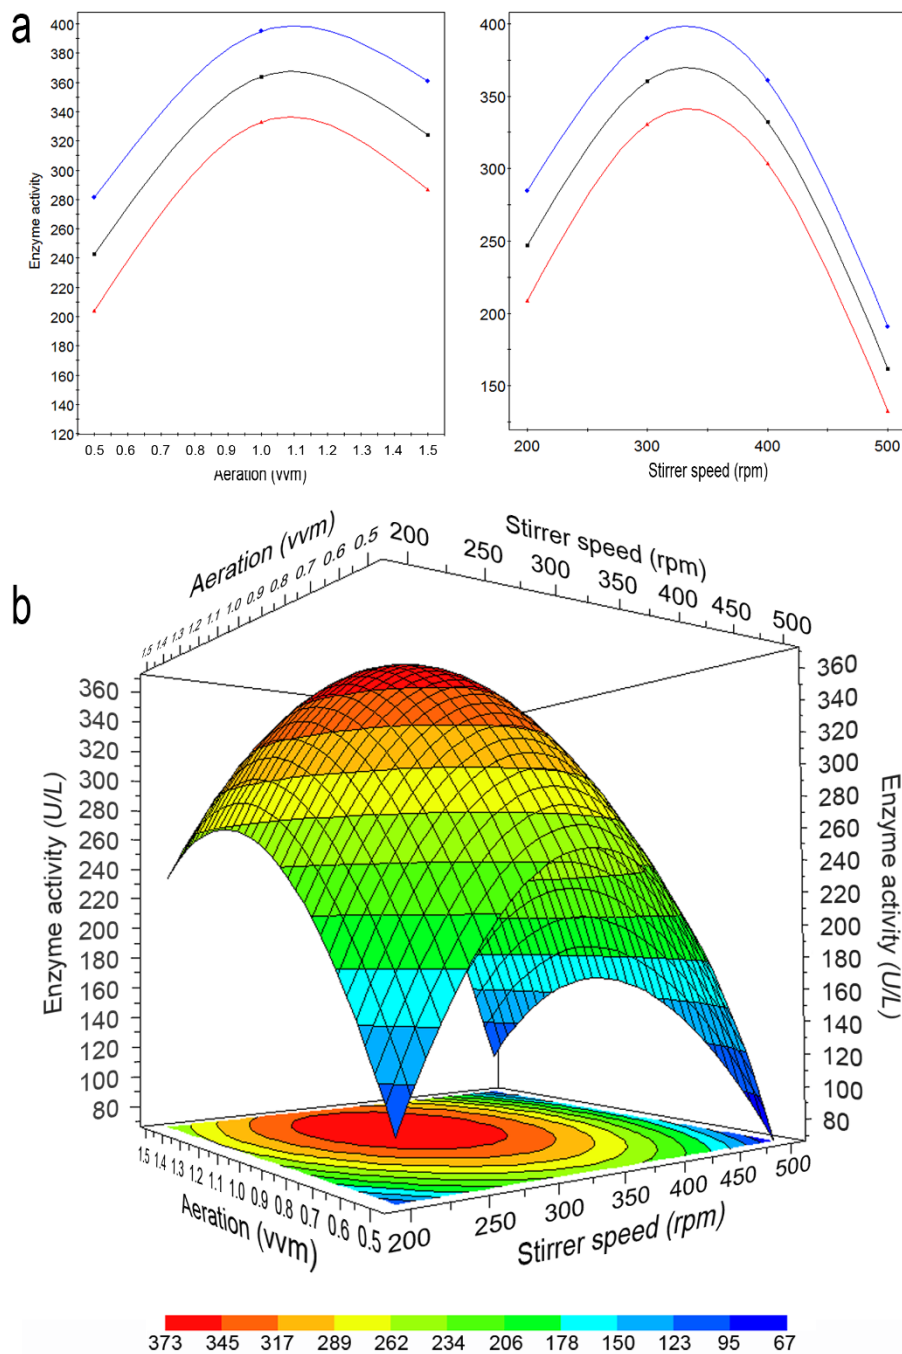 a
Enzyme activity
400
380
360
340
320
300
280
260
240
220
200
180
160
140
120
0.5 0.6 0.7 0.8 0.9 1.0 1.1 1.2 1.3 1.4 1.5
Aeration (vvm)
400
350
300
250
200
150
200 300 400 500
Stirrer speed (rpm)
b
Aeration (vvm)
1.5 1.4 1.3 1.2 1.1 1.0 0.9 0.8 0.7 0.6 0.5
Stirrer speed (rpm)
200 250 300 350 400 450 500
Enzyme activity (U/L)
360
340
320
300
280
260
240
220
200
180
160
140
120
100
80
360
340
320
300
280
260
240
220
200
180
160
140
120
100
80
Enzyme activity (U/L)
1.5 1.4 1.3 1.2 1.1 1.0 0.9 0.8 0.7 0.6 0.5
Aeration (vvm)
200 250 300 350 400 450 500
Stirrer speed (rpm)
373 345 317 289 262 234 206 178 150 123 95 67